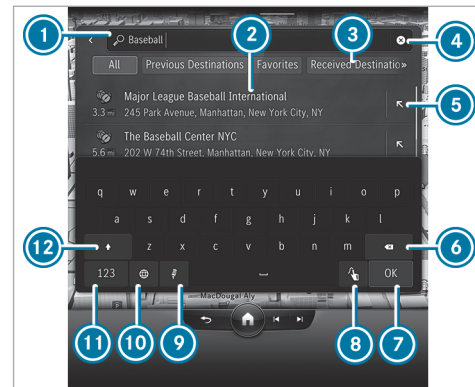 1
2
3
4
Baseball
All Previous Destinations Favorites Received Destinatio»
Major League Baseball International
3.3 mi 245 Park Avenue, Manhattan, New York City, NY
5
The Baseball Center NYC
5.6 mi 202 W 74th Street, Manhattan, New York City, NY
q w e r t y u i o p
a s d f g h j k l
12
z x c v b n m
6
123
OK
MacDougal Aly
11
10
9
8
7